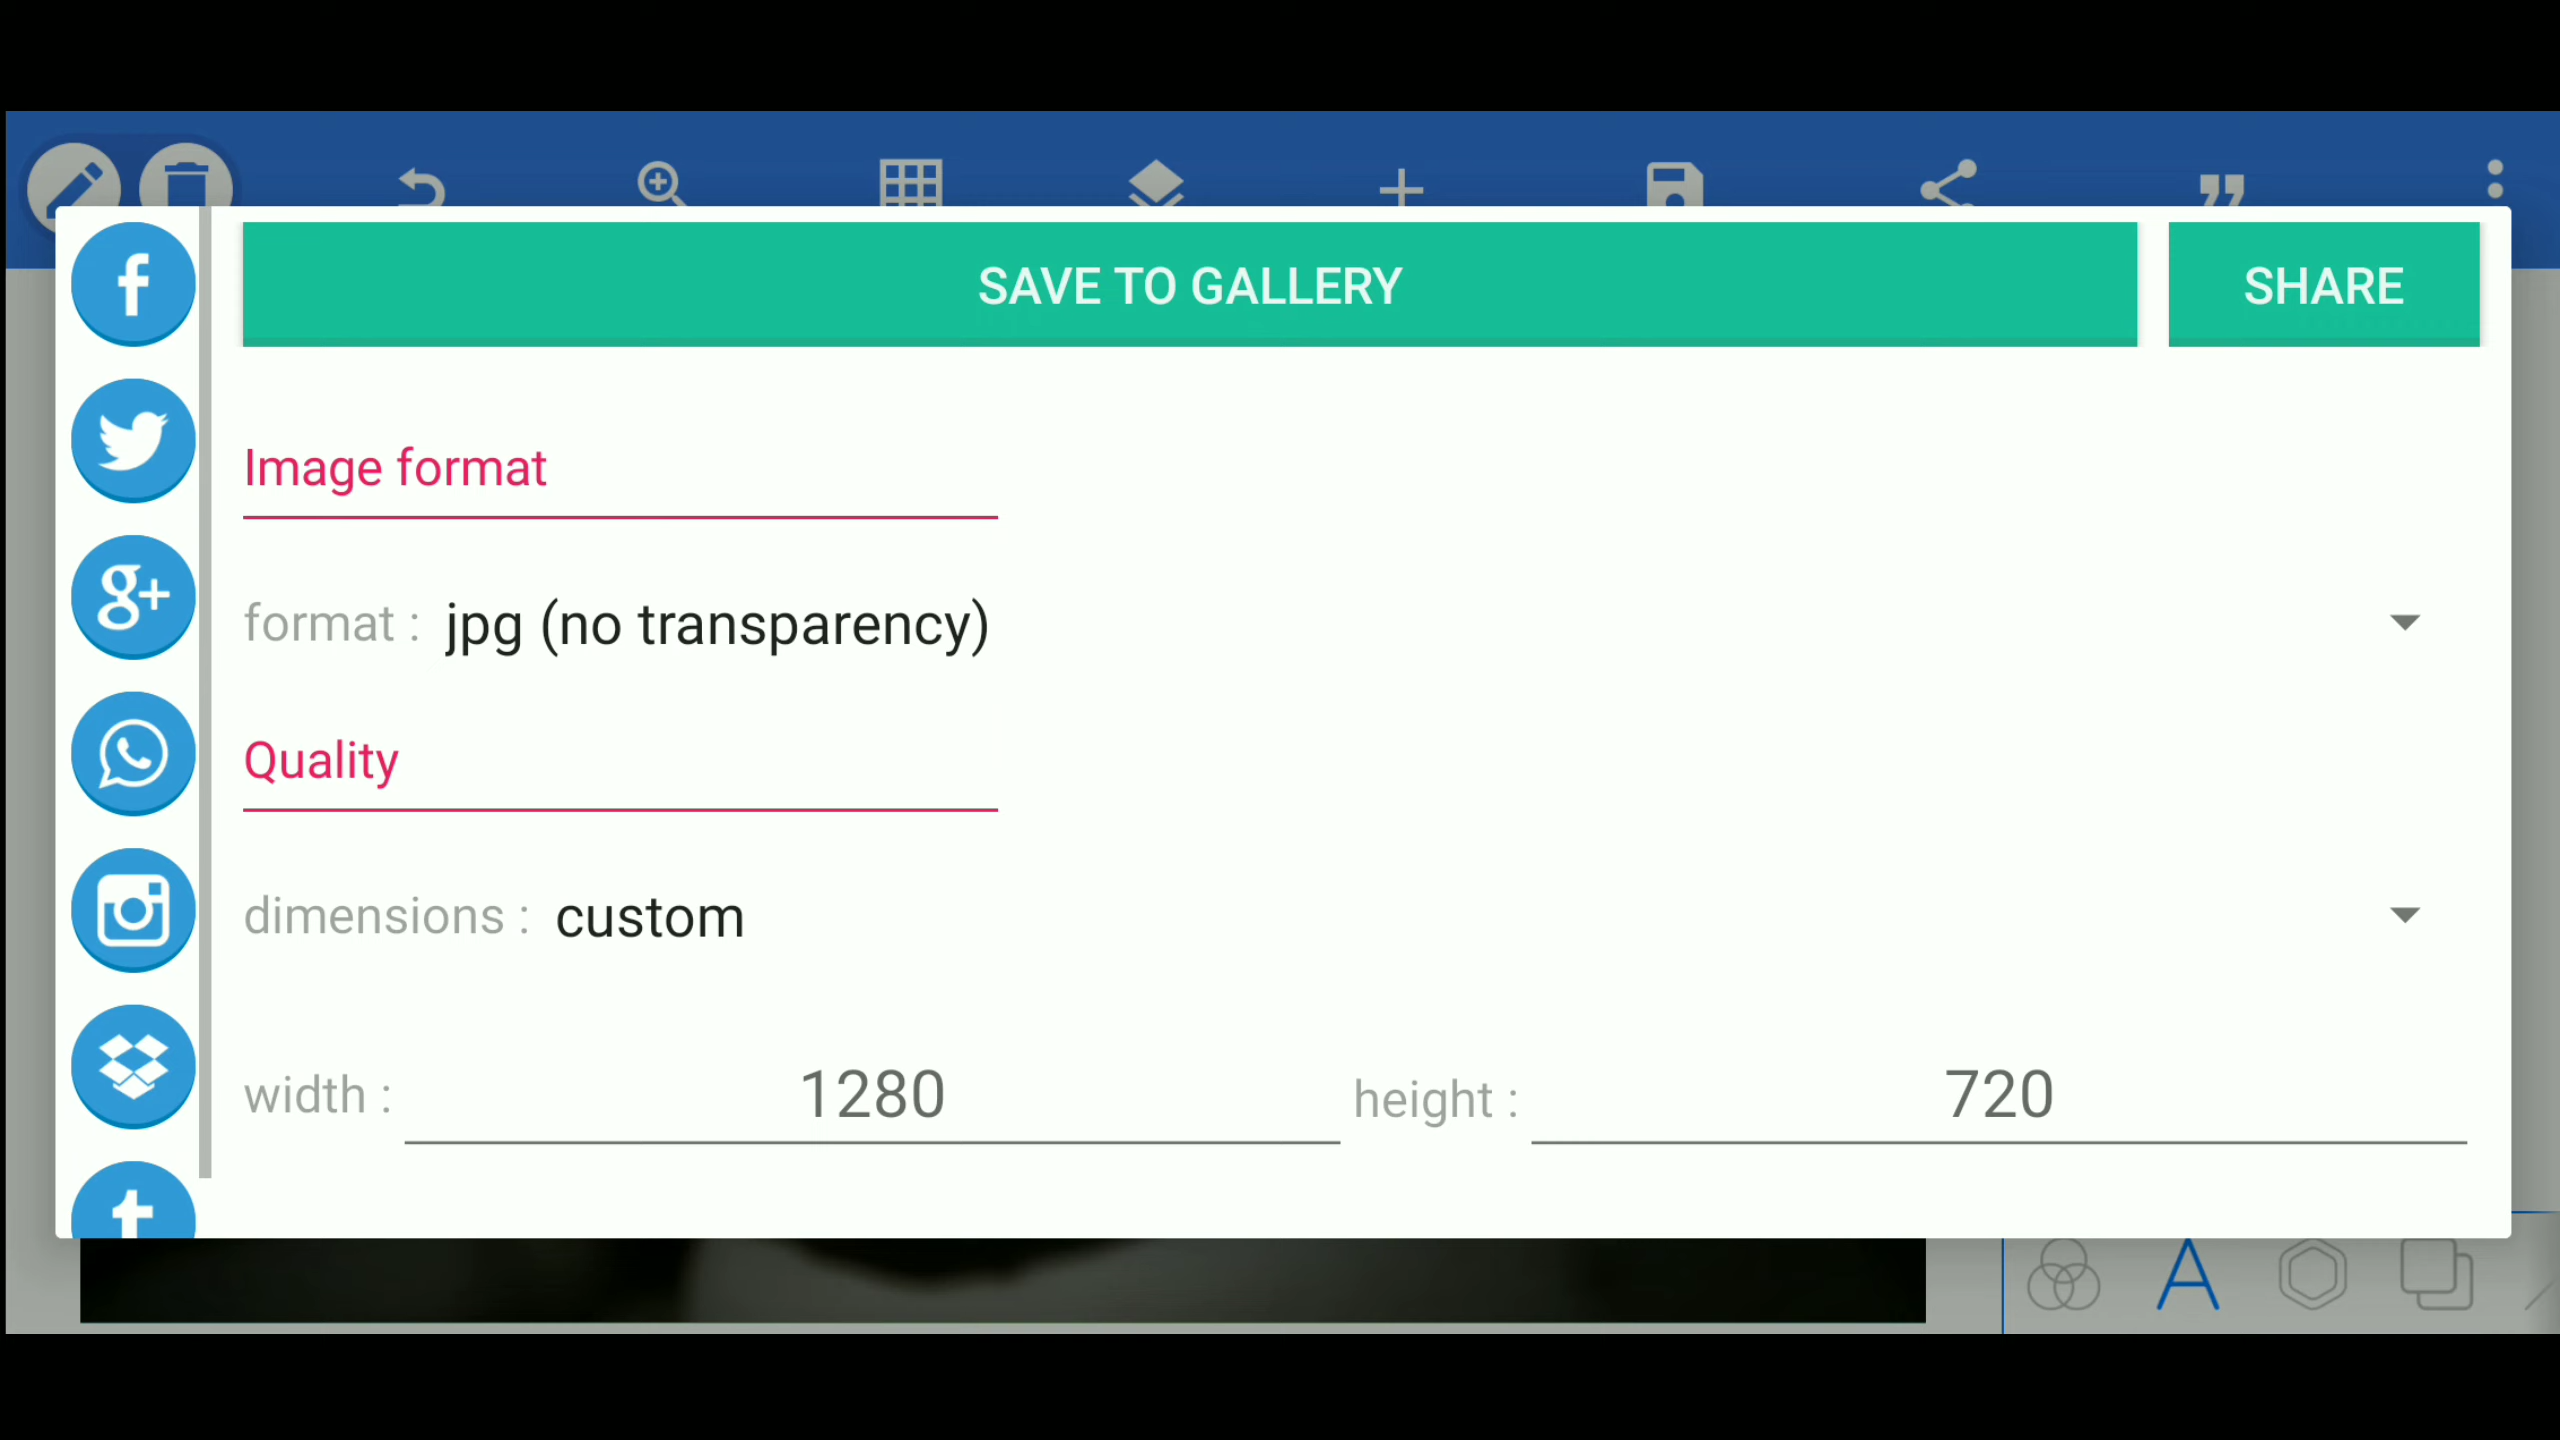 SAVE TO GALLERY
SHARE
Image format
format : jpg (no transparency)
Quality
dimensions : custom
width : 1280 height : 720